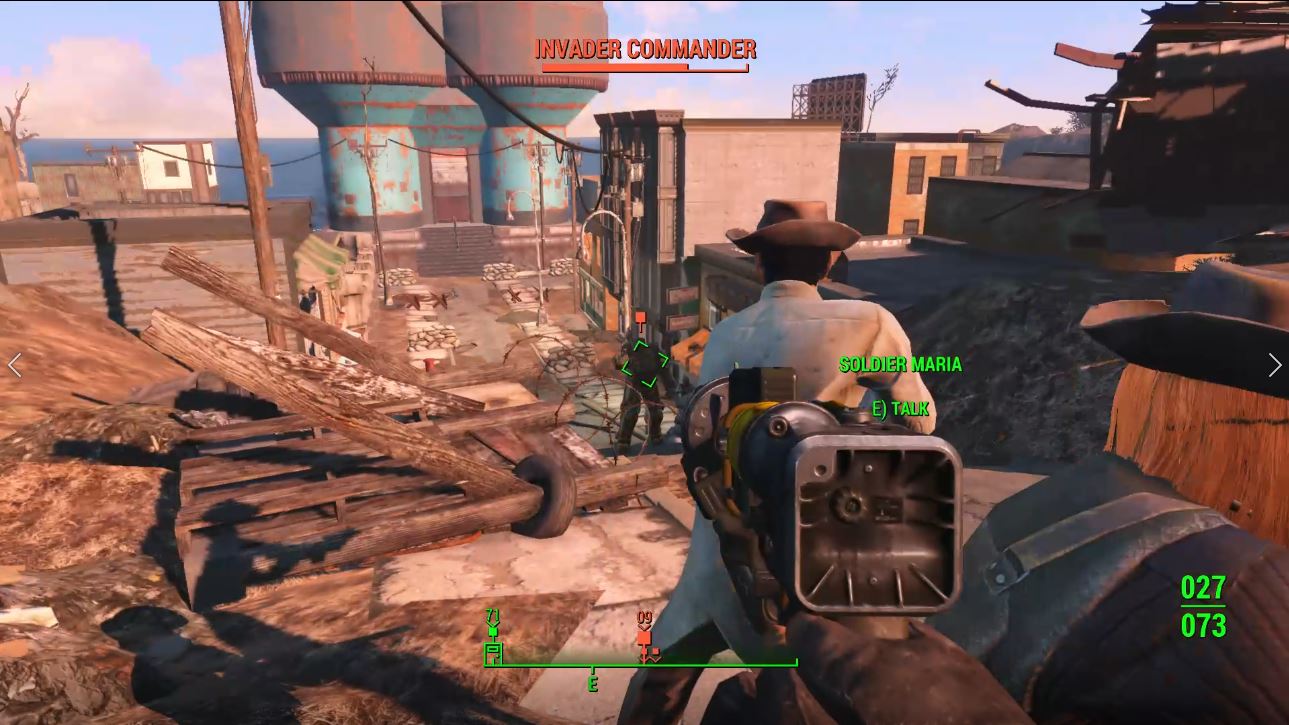 INVADER COMMANDER
SOLDIER MARIA
E) TALK
027
073
71
09
E